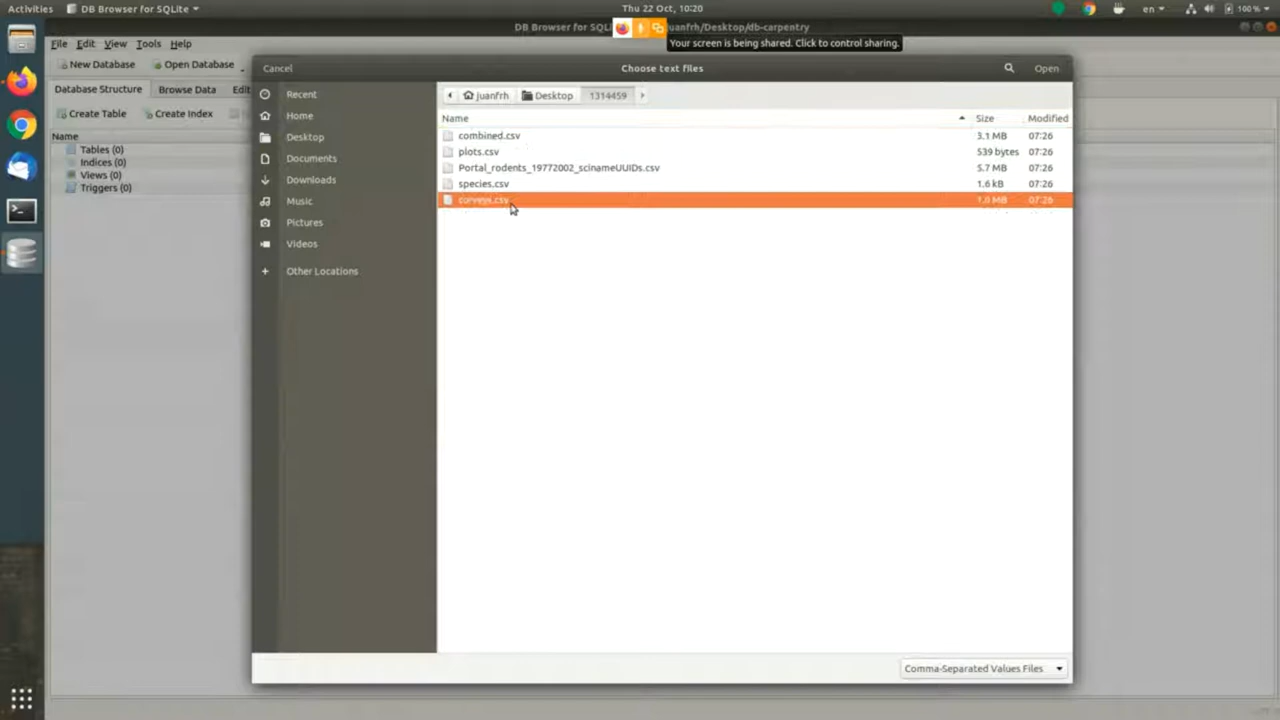 Activities
DB Browser for SQLite
Thu 22 Oct, 10:20
en
100 %
DB Browser for SQLi
uanfrh/Desktop/db-carpentry
Your screen is being shared. Click to control sharing.
File Edit View Tools Help
New Database
Open Database
Database Structure
Browse Data
Edit
Create Table
Create Index
Name
Tables (0)
Indices (0)
Views (0)
Triggers (0)
Cancel
Choose text files
Open
Recent
Home
Desktop
Documents
Downloads
Music
Pictures
Videos
Other Locations
juanfrh
Desktop
1314459
Name Size Modified
combined.csv 3.1 MB 07:26
plots.csv 539 bytes 07:26
Portal_rodents_19772002_scinameUUIDs.csv 5.7 MB 07:26
species.csv 1.6 kB 07:26
1.0 MB 07:26
Comma-Separated Values Files